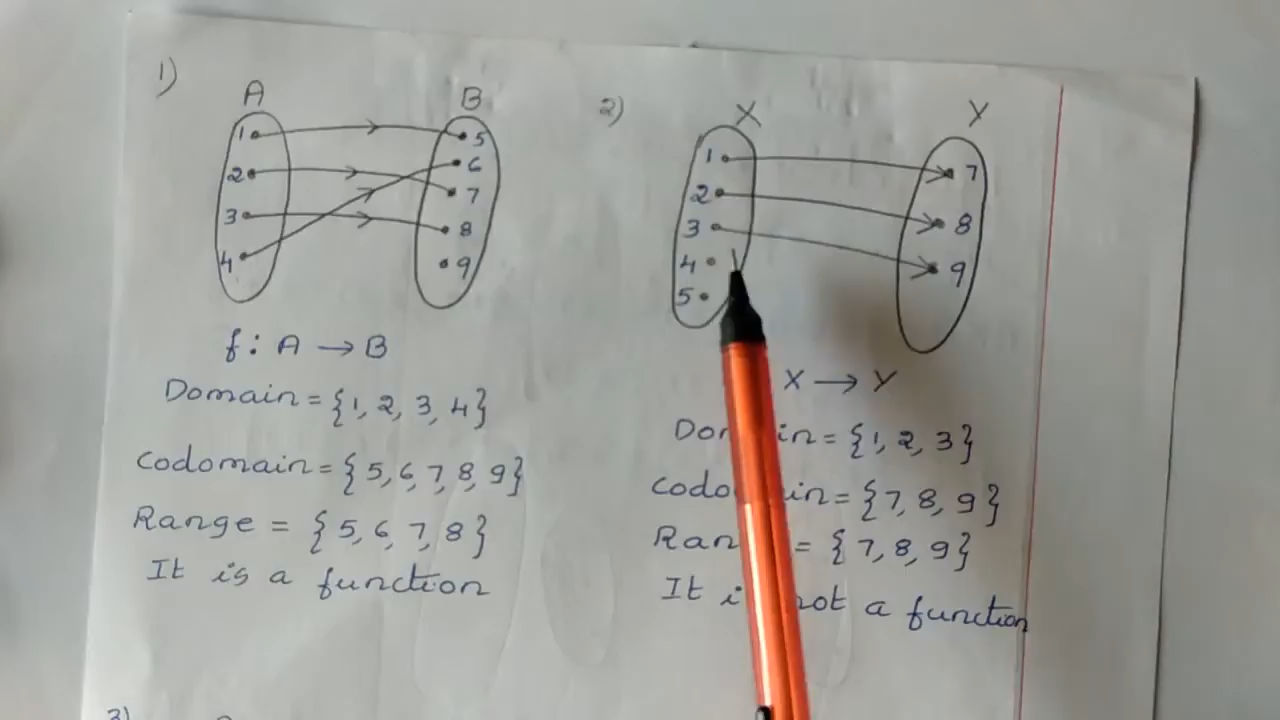 1)
A B
1 5
2 6
3 7
4 8
9
f : A → B
Domain = {1, 2, 3, 4}
Codomain = {5, 6, 7, 8, 9}
Range = {5, 6, 7, 8}
It is a function
2)
X Y
1 7
2 8
3 9
4
5
X → Y
= {1, 2, 3}
= {7, 8, 9}
= {7, 8, 9}
It not a function
3)